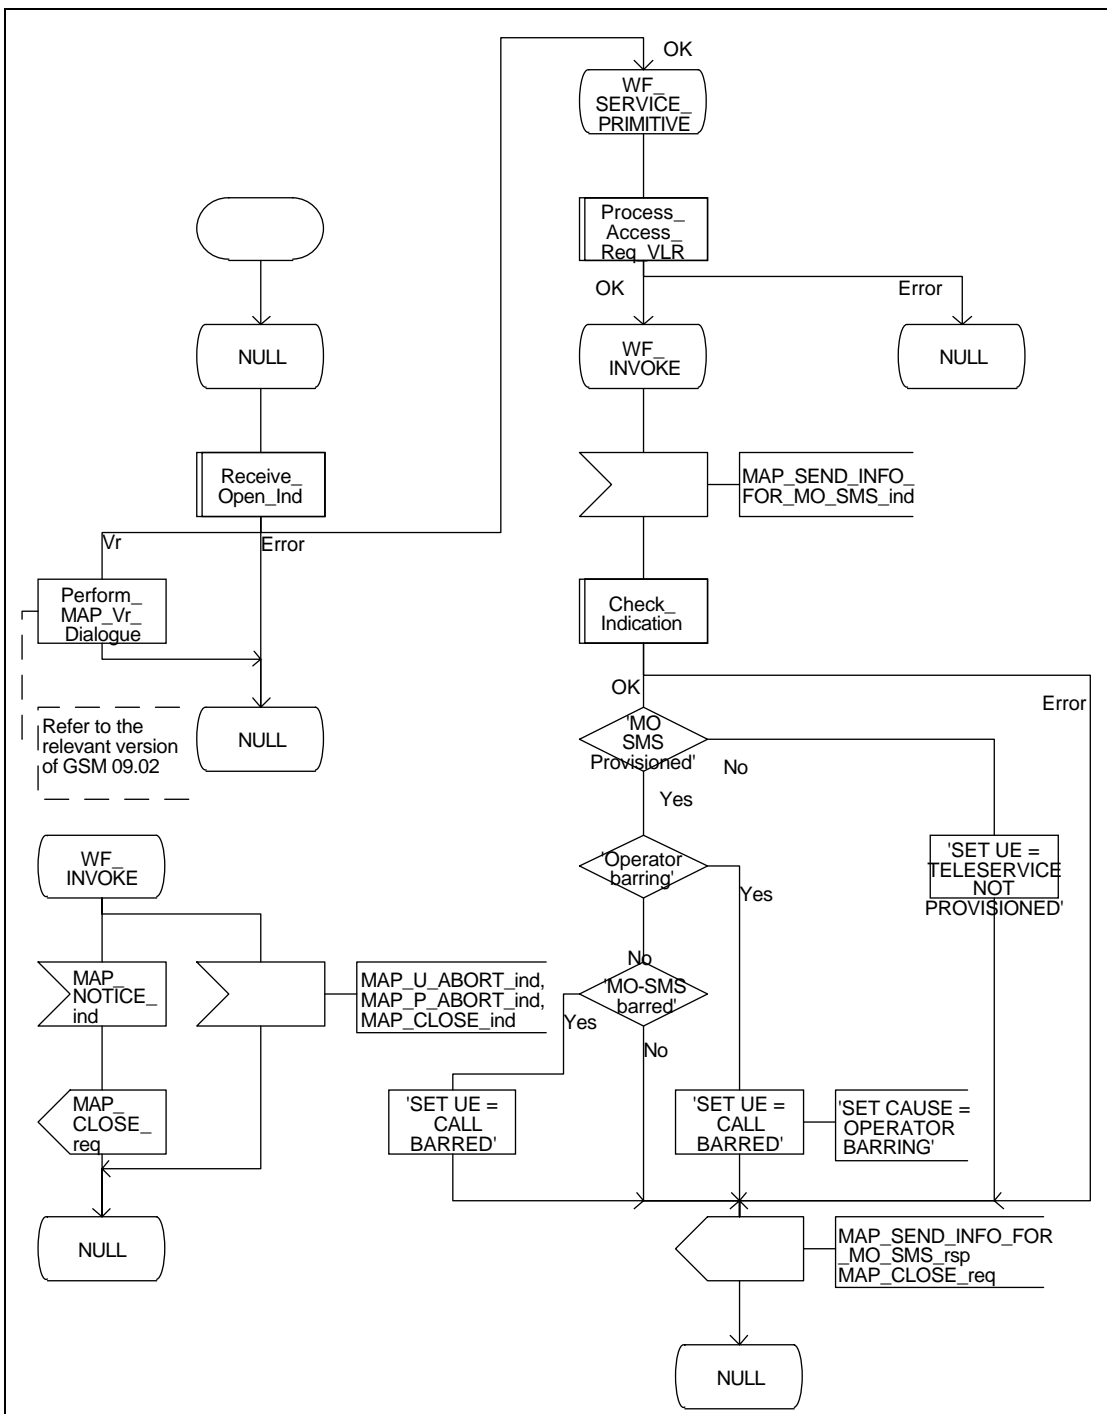 OK
WF_
SERVICE_
PRIMITIVE
Process_
Access_
Req_VLR
OK
Error
NULL
WF_
INVOKE
NULL
Receive_
Open_Ind
MAP_SEND_INFO_
FOR_MO_SMS_ind
Vr
Error
Perform_
MAP_Vr_
Dialogue
Check_
Indication
OK
Error
Refer to the
relevant version
of GSM 09.02
NULL
'MO
SMS
Provisioned'
No
Yes
WF_
INVOKE
'Operator
barring'
Yes
'SET UE =
TELESERVICE
NOT
PROVISIONED'
No
MAP_
NOTICE_
ind
MAP_U_ABORT_ind,
MAP_P_ABORT_ind,
MAP_CLOSE_ind
'MO-SMS
barred'
Yes
No
MAP_
CLOSE_
req
'SET UE =
CALL
BARRED'
'SET UE =
CALL
BARRED'
'SET CAUSE =
OPERATOR
BARRING'
NULL
MAP_SEND_INFO_FOR
_MO_SMS_rsp
MAP_CLOSE_req
NULL